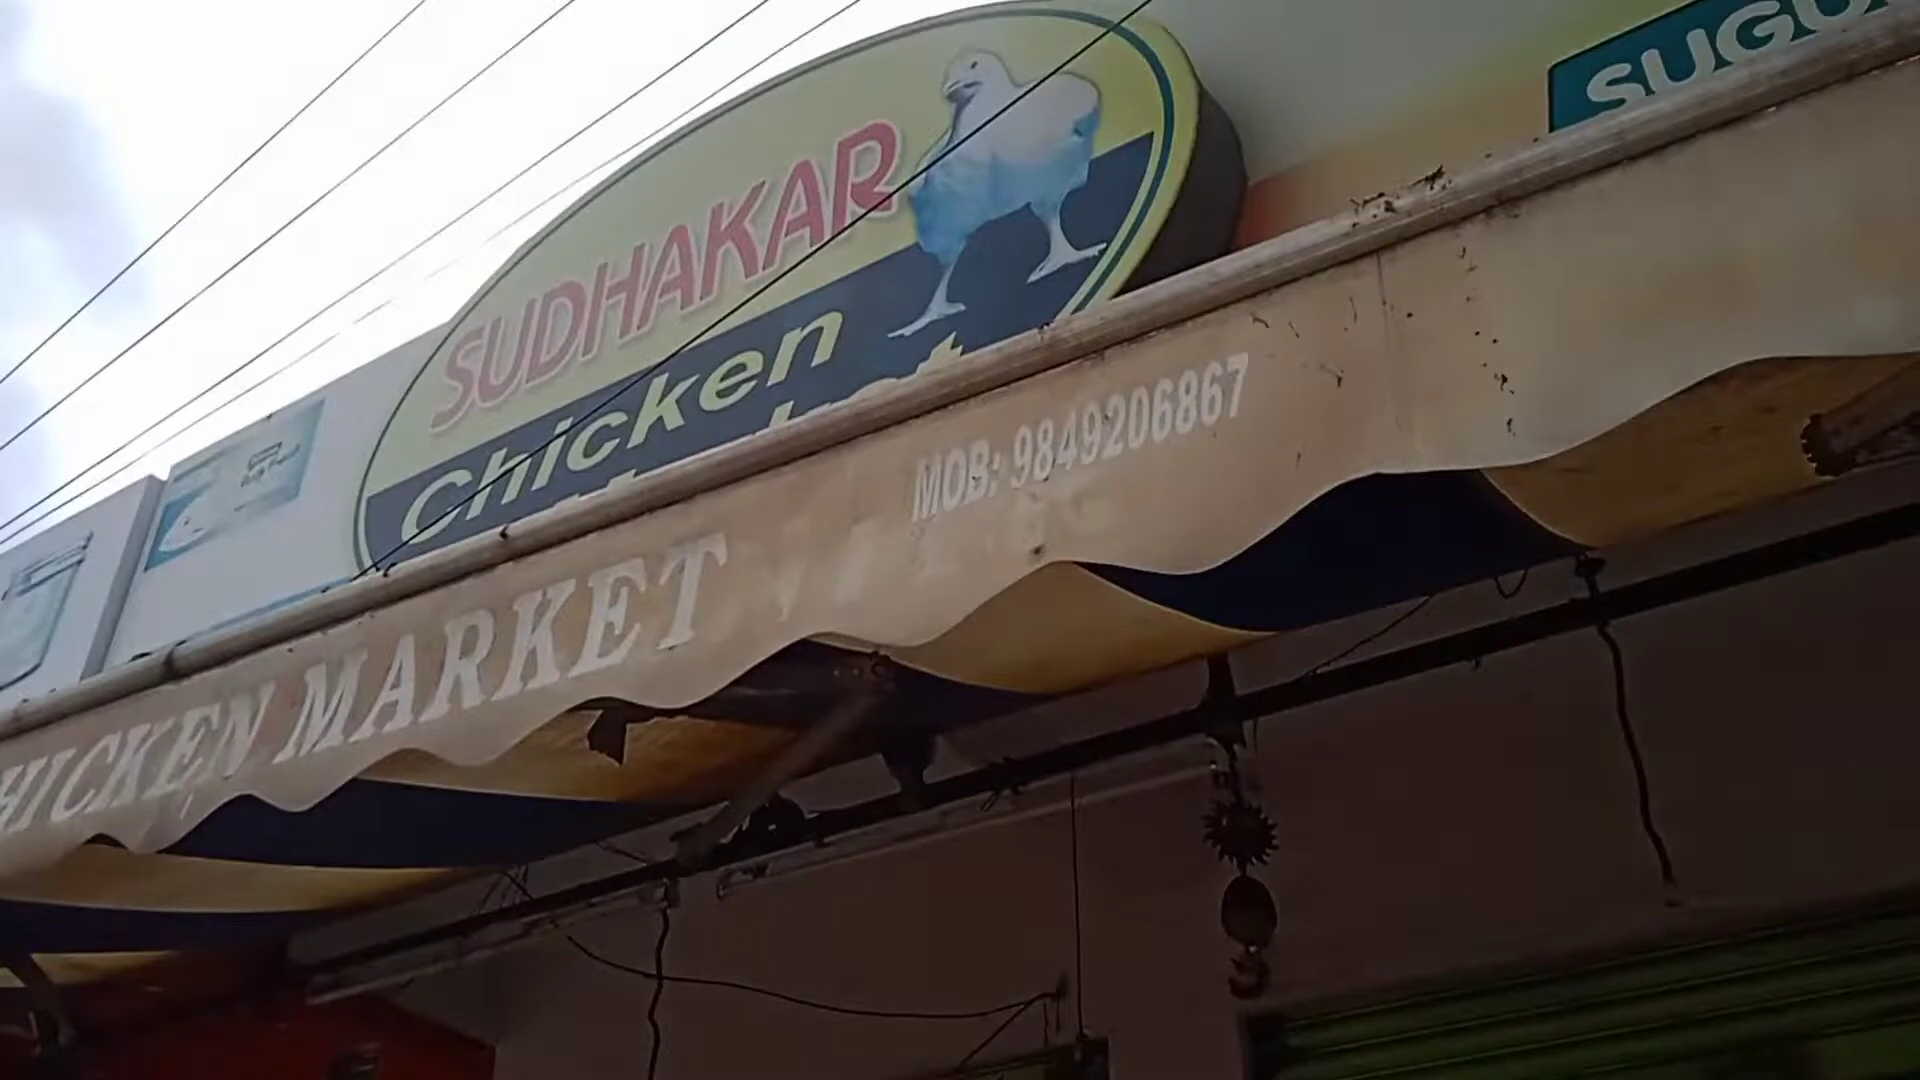 SUDHAKAR
Chicken
SUGU
HICKEN MARKET
MOB: 9849206867